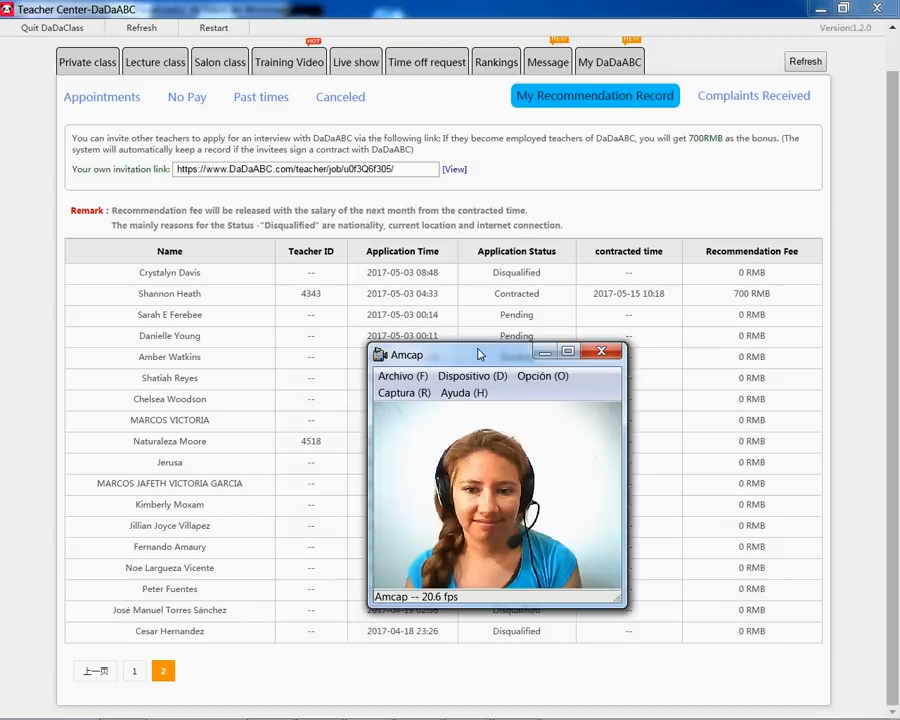 Teacher Center-DaDaABC
Quit DaDaClass Refresh Restart Version:1.2.0
HOT NEW NEW
Private class Lecture class Salon class Training Video Live show Time off request Rankings Message My DaDaABC Refresh
Appointments No Pay Past times Canceled My Recommendation Record Complaints Received
You can invite other teachers to apply for an interview with DaDaABC via the following link: If they become employed teachers of DaDaABC, you will get 700RMB as the bonus. (The
system will automatically keep a record if the invitees sign a contract with DaDaABC)
Your own invitation link: https://www.DaDaABC.com/teacher/job/u0f3Q6f305/ [View]
Remark : Recommendation fee will be released with the salary of the next month from the contracted time.
The mainly reasons for the Status -"Disqualified" are nationality, current location and internet connection.
Name Teacher ID Application Time Application Status contracted time Recommendation Fee
Crystalyn Davis -- 2017-05-03 08:48 Disqualified -- 0 RMB
Shannon Heath 4343 2017-05-03 04:33 Contracted 2017-05-15 10:18 700 RMB
Sarah E Ferebee -- 2017-05-03 00:14 Pending -- 0 RMB
Danielle Young -- 2017-05-03 00:11 Pending -- 0 RMB
Amber Watkins -- -- 0 RMB
Shatiah Reyes -- -- 0 RMB
Chelsea Woodson -- -- 0 RMB
MARCOS VICTORIA -- -- 0 RMB
Naturaleza Moore 4518 -- 0 RMB
Jerusa -- -- 0 RMB
MARCOS JAFETH VICTORIA GARCIA -- -- 0 RMB
Kimberly Moxam -- -- 0 RMB
Jillian Joyce Villapez -- -- 0 RMB
Fernando Amaury -- -- 0 RMB
Noe Largueza Vicente -- -- 0 RMB
Peter Fuentes -- -- 0 RMB
José Manuel Torres Sánchez -- Disqualified -- 0 RMB
Cesar Hernandez -- 2017-04-18 23:26 Disqualified -- 0 RMB
上一页 1 2
Amcap
Archivo (F) Dispositivo (D) Opción (O)
Captura (R) Ayuda (H)
Amcap -- 20.6 fps